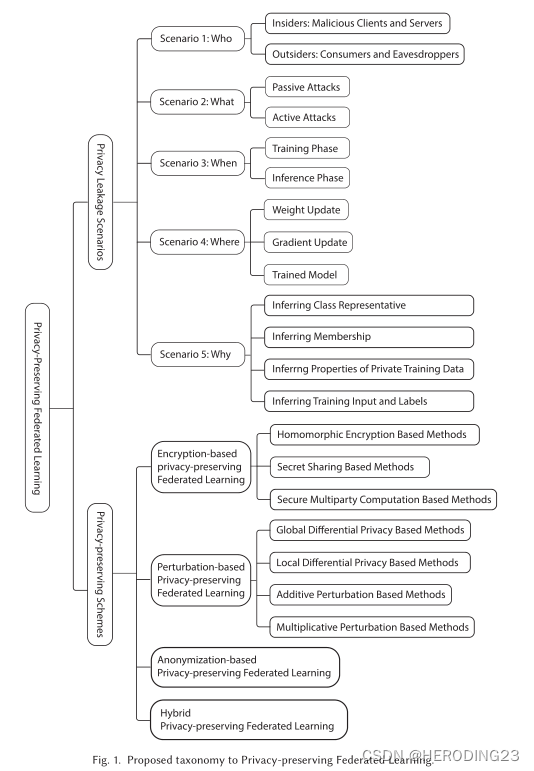 Privacy-Preserving Federated Learning
Privacy Leakage Scenarios
Scenario 1: Who
Insiders: Malicious Clients and Servers
Outsiders: Consumers and Eavesdroppers
Scenario 2: What
Passive Attacks
Active Attacks
Scenario 3: When
Training Phase
Inference Phase
Scenario 4: Where
Weight Update
Gradient Update
Trained Model
Scenario 5: Why
Inferring Class Representative
Inferring Membership
Inferrng Properties of Private Training Data
Inferring Training Input and Labels
Privacy-preserving Schemes
Encryption-based
privacy-preserving
Federated Learning
Homomorphic Encryption Based Methods
Secret Sharing Based Methods
Secure Multiparty Computation Based Methods
Perturbation-based
Privacy-preserving
Federated Learning
Global Differential Privacy Based Methods
Local Differential Privacy Based Methods
Additive Perturbation Based Methods
Multiplicative Perturbation Based Methods
Anonymization-based
Privacy-preserving Federated Learning
Hybrid
Privacy-preserving Federated Learning
Fig. 1. Proposed taxonomy to Privacy-preserving Federated Learning.
CSDN @HERODING23